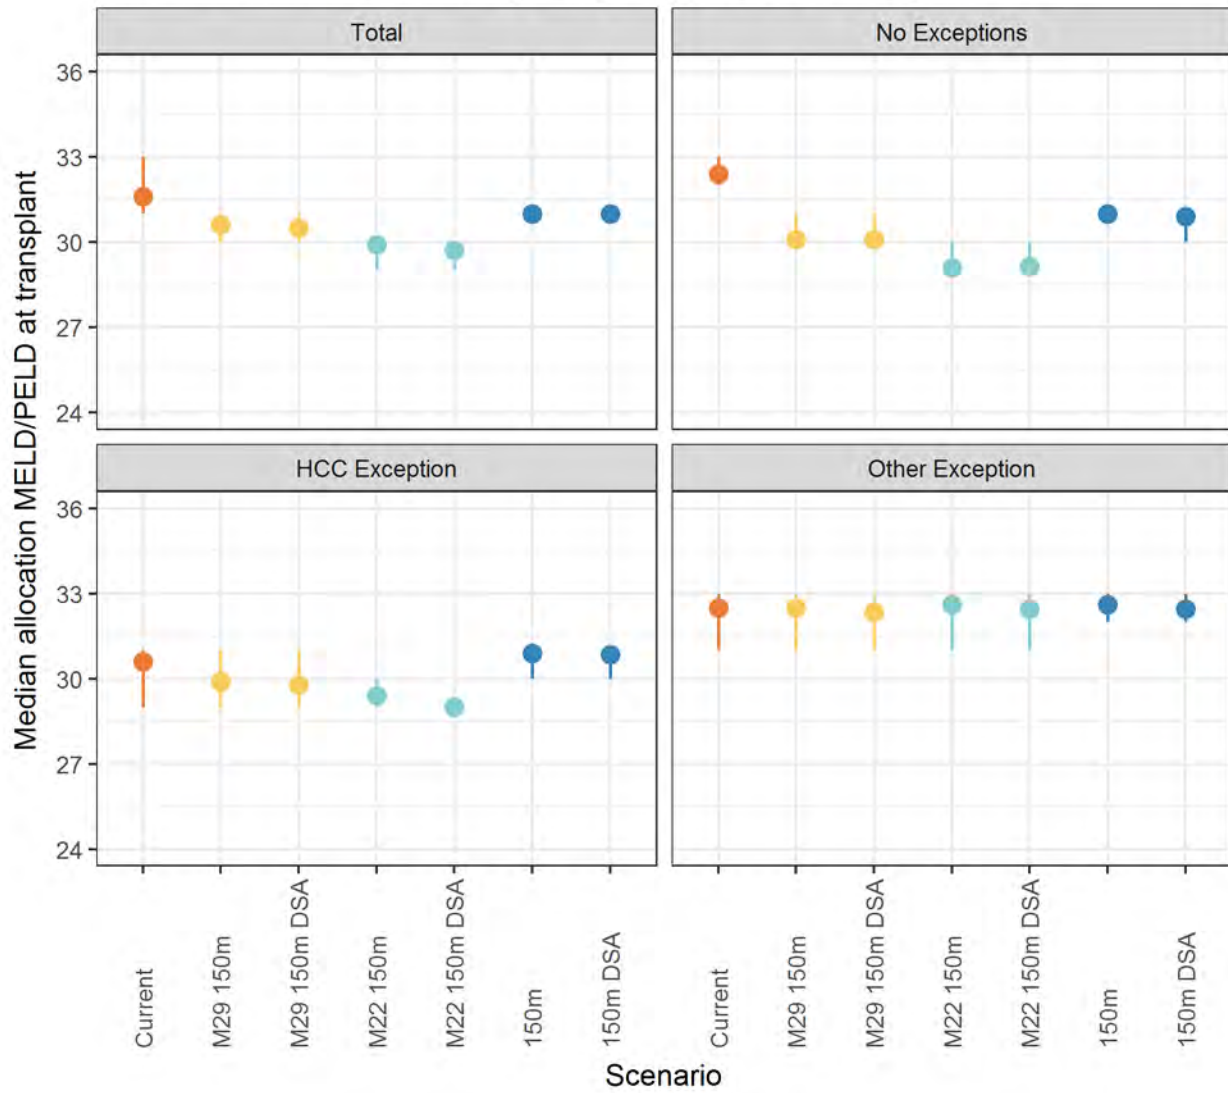 Total
No Exceptions
Median allocation MELD/PELD at transplant
36
33
30
27
24
HCC Exception
Other Exception
36
33
30
27
24
Current
M29 150m
M29 150m DSA
M22 150m
M22 150m DSA
150m
150m DSA
Current
M29 150m
M29 150m DSA
M22 150m
M22 150m DSA
150m
150m DSA
Scenario